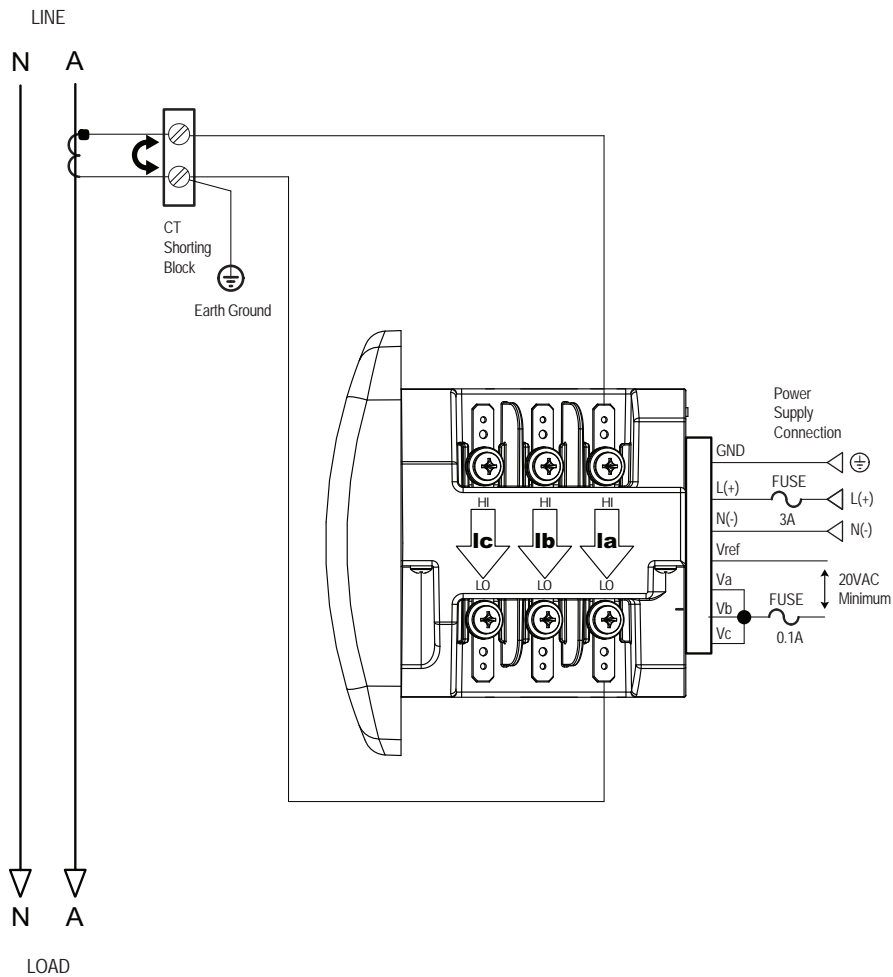 LINE
N A
CT
Shorting
Block
Earth Ground
Power
Supply
Connection
GND
L(+) FUSE L(+)
3A
N(-) N(-)
Vref
HI HI HI
Ic Ib Ia
LO LO LO
Va
Vb FUSE
Vc 0.1A
20VAC
Minimum
N A
LOAD